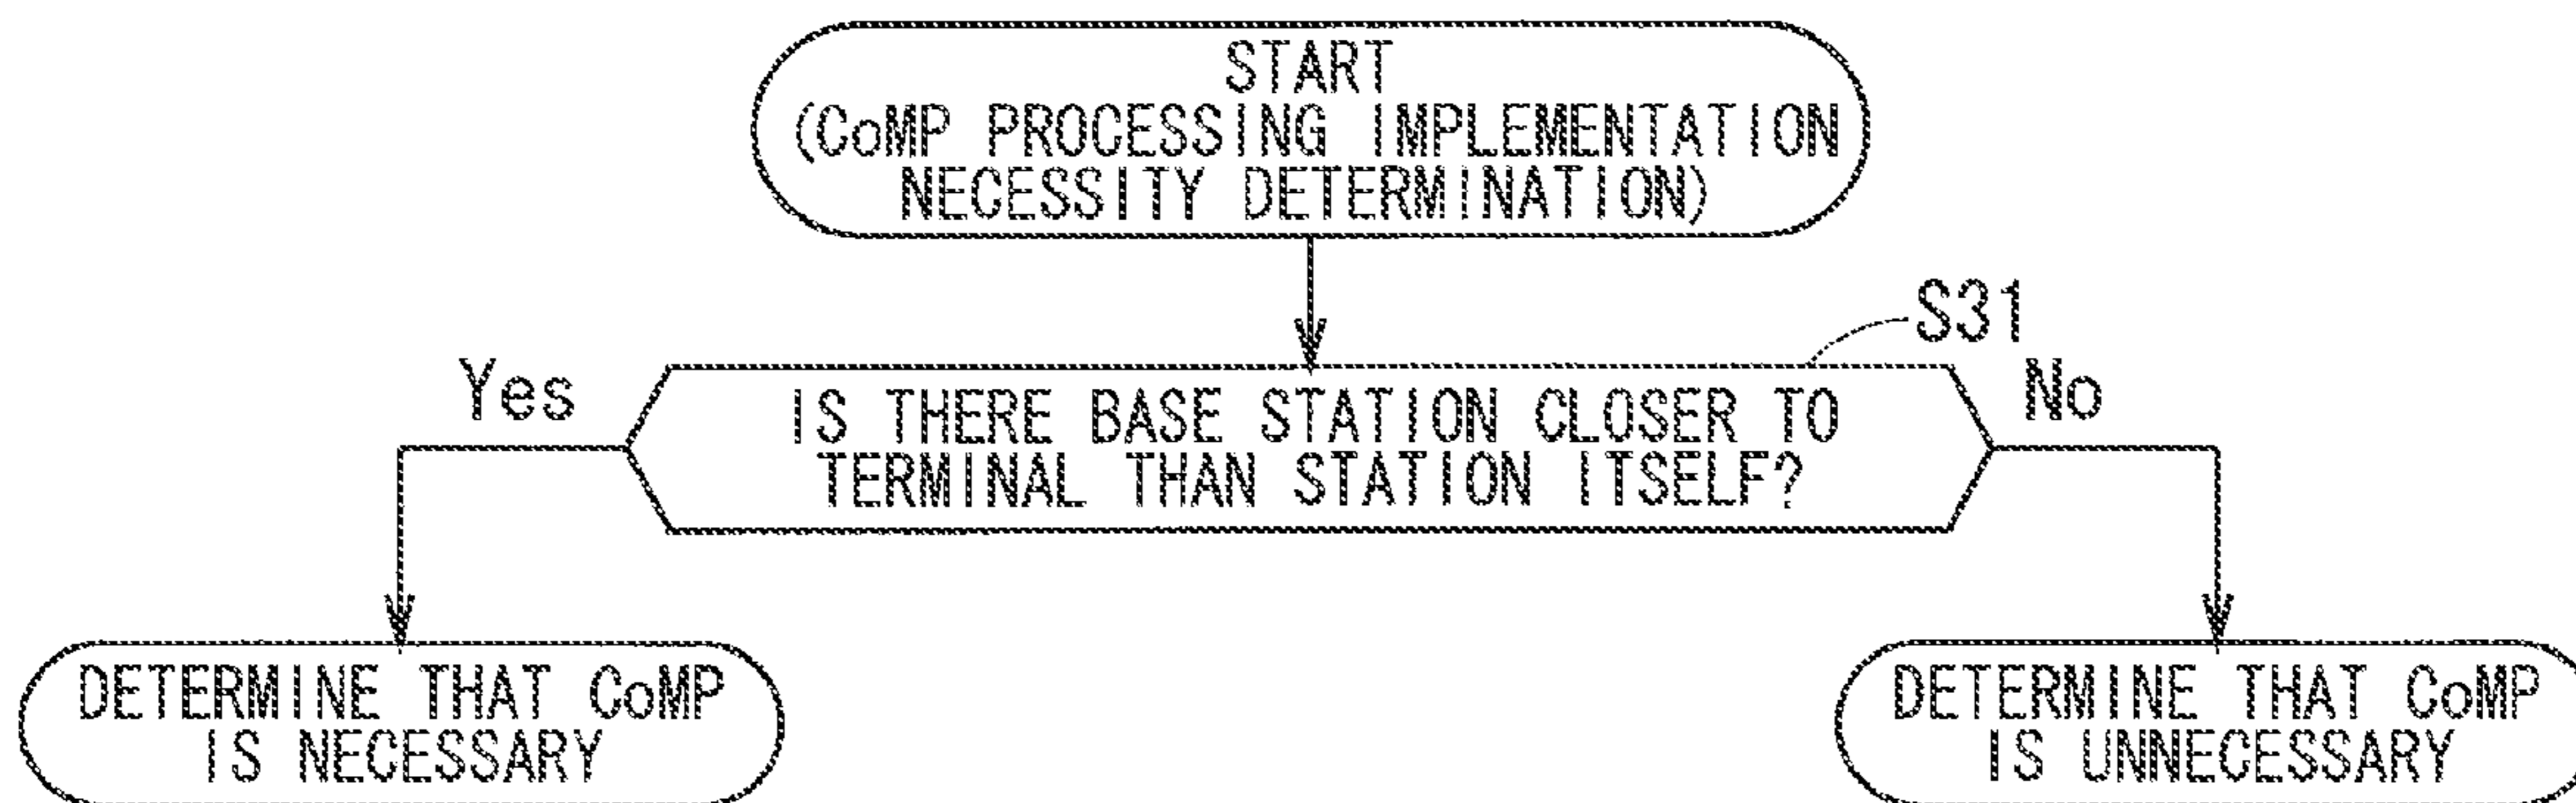 START
(CoMP PROCESSING IMPLEMENTATION
NECESSITY DETERMINATION)
S31
Yes
No
IS THERE BASE STATION CLOSER TO
TERMINAL THAN STATION ITSELF?
DETERMINE THAT CoMP
IS NECESSARY
DETERMINE THAT CoMP
IS UNNECESSARY